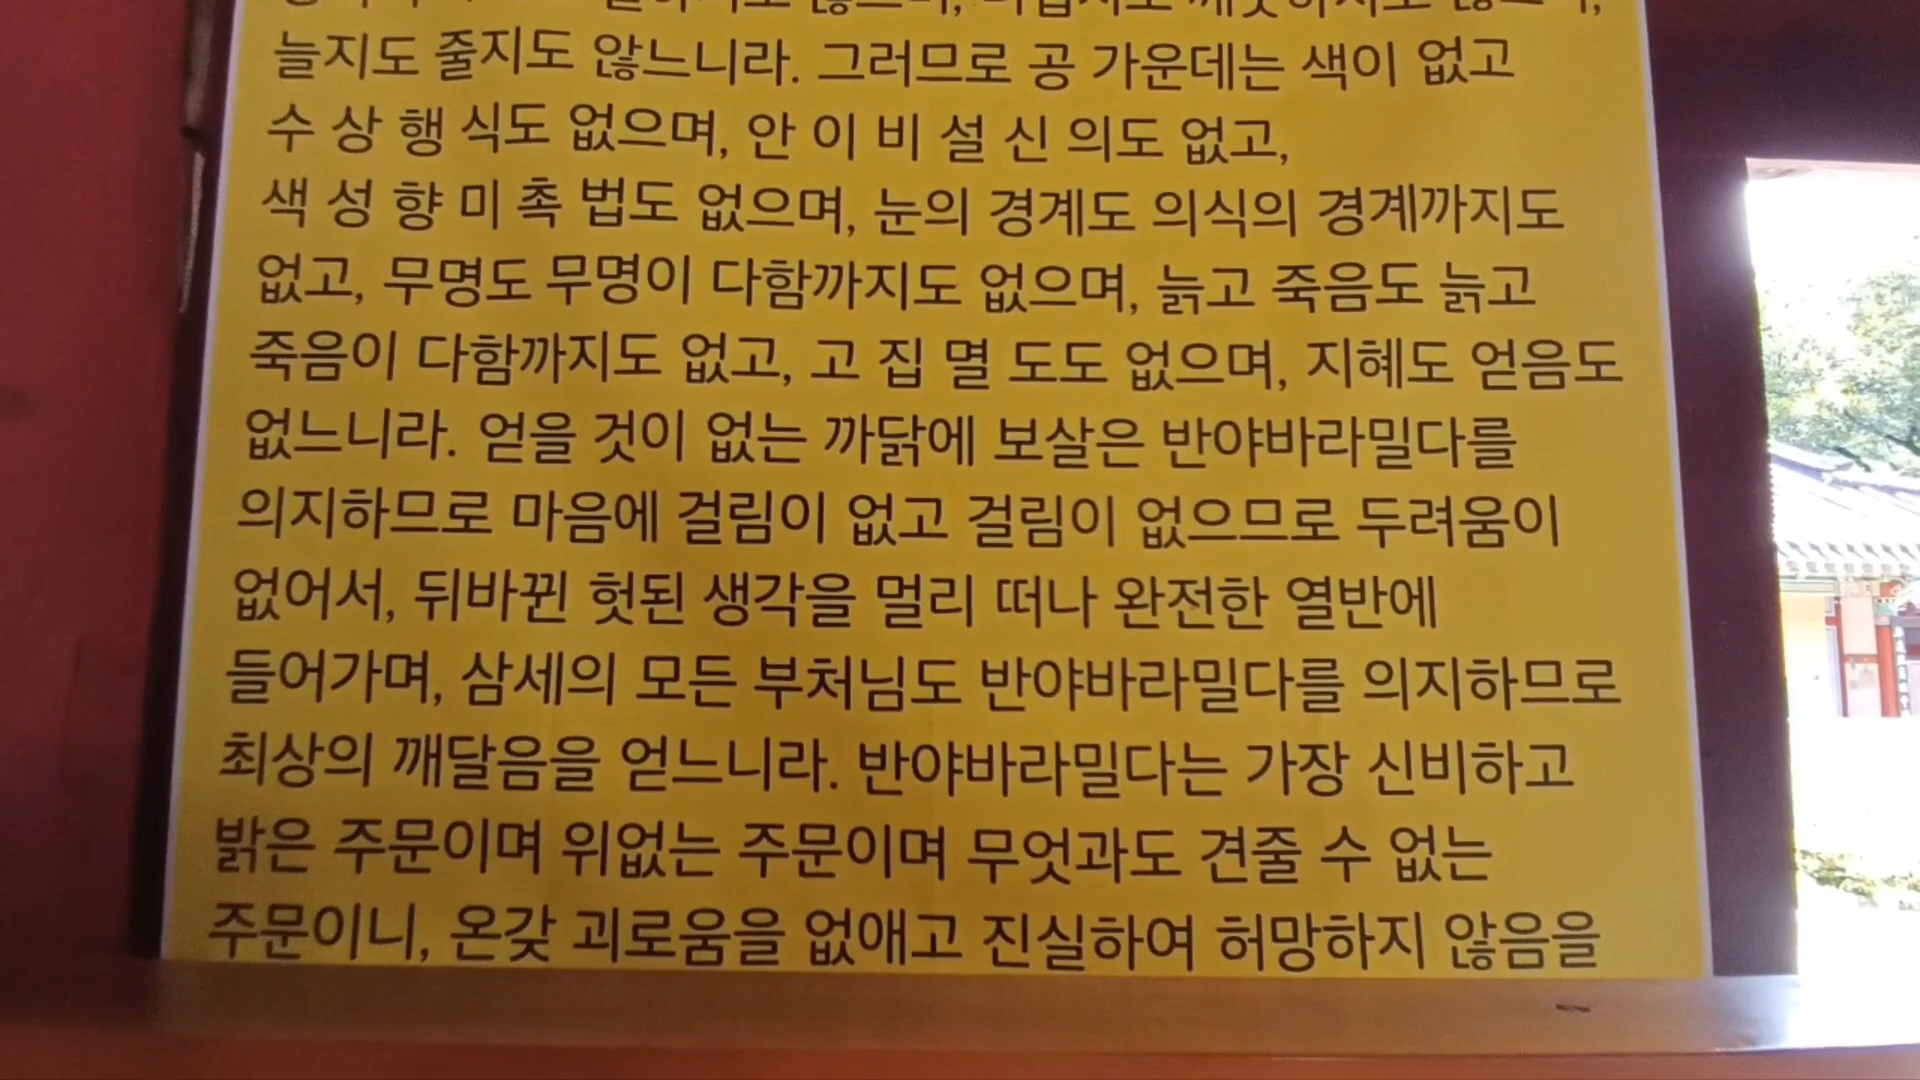 늘지도 줄지도 않느니라. 그러므로 공 가운데는 색이 없고
수 상 행 식도 없으며, 안 이 비 설 신 의도 없고,
색 성 향 미 촉 법도 없으며, 눈의 경계도 의식의 경계까지도
없고, 무명도 무명이 다함까지도 없으며, 늙고 죽음도 늙고
죽음이 다함까지도 없고, 고 집 멸 도도 없으며, 지혜도 얻음도
없느니라. 얻을 것이 없는 까닭에 보살은 반야바라밀다를
의지하므로 마음에 걸림이 없고 걸림이 없으므로 두려움이
없어서, 뒤바뀐 헛된 생각을 멀리 떠나 완전한 열반에
들어가며, 삼세의 모든 부처님도 반야바라밀다를 의지하므로
최상의 깨달음을 얻느니라. 반야바라밀다는 가장 신비하고
밝은 주문이며 위없는 주문이며 무엇과도 견줄 수 없는
주문이니, 온갖 괴로움을 없애고 진실하여 허망하지 않음을